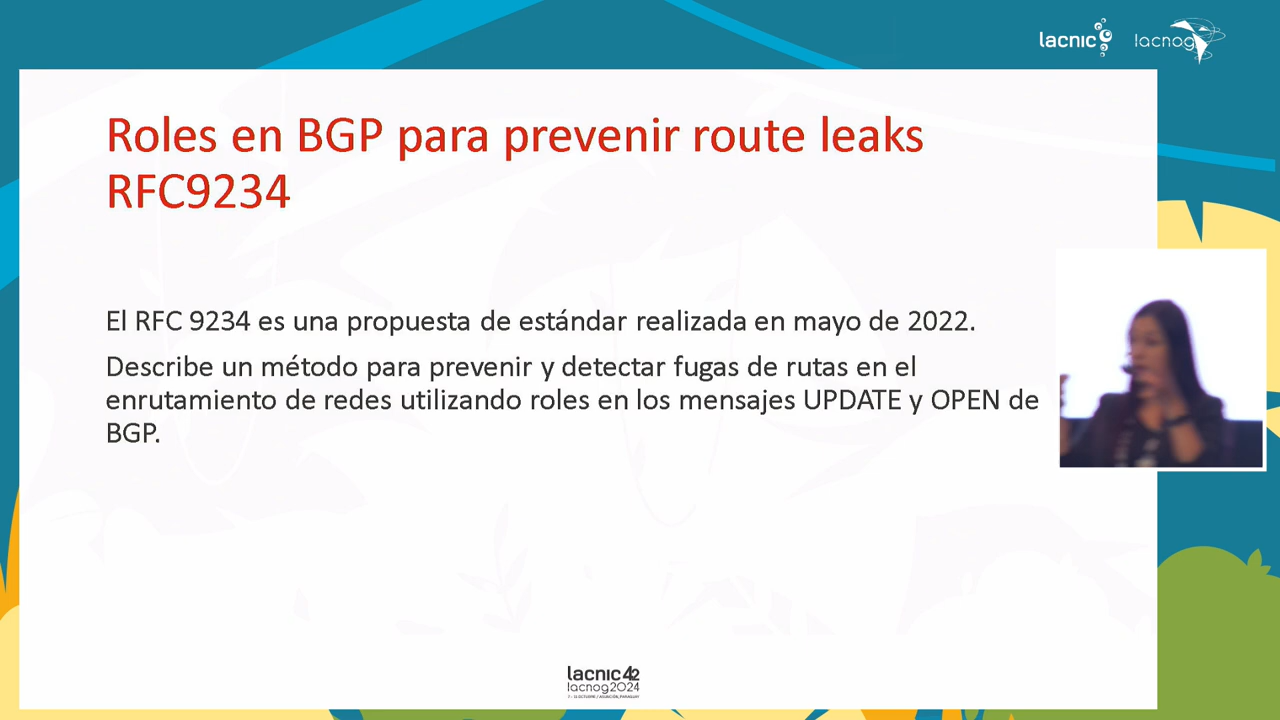 lacnic
lacnog
Roles en BGP para prevenir route leaks
RFC9234
El RFC 9234 es una propuesta de estándar realizada en mayo de 2022.
Describe un método para prevenir y detectar fugas de rutas en el
enrutamiento de redes utilizando roles en los mensajes UPDATE y OPEN de
BGP.
lacnic42
lacnog2024